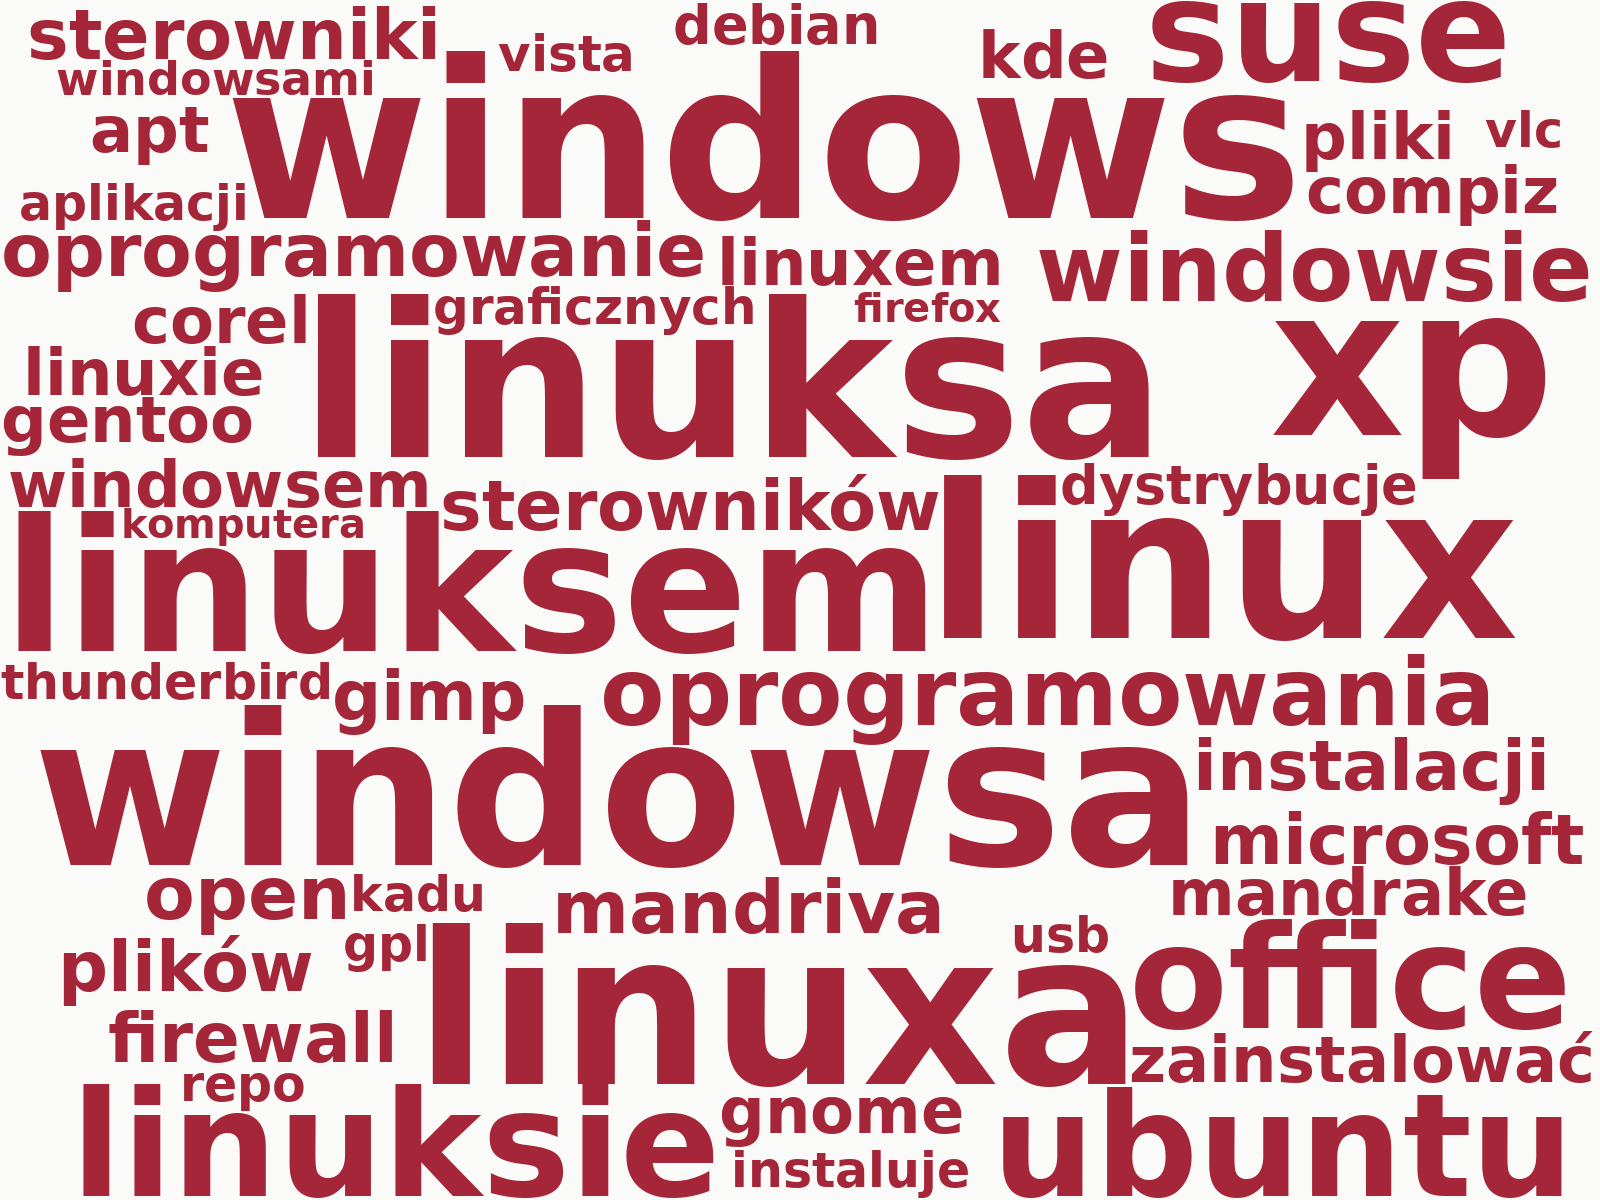 sterowniki
vista
debian
kde
suse
windowsami
windows
apt
pliki
vlc
aplikacji
compiz
oprogramowanie
linuxem
windowsie
corel
graficznych
firefox
linuksa
xp
linuxie
gentoo
windowsem
sterowników
dystrybucje
komputera
linuksem
linux
thunderbird
gimp
oprogramowania
windowsa
instalacji
microsoft
open
kadu
mandriva
mandrake
plików
gpl
linuxa
usb
office
firewall
zainstalować
repo
linuksie
gnome
ubuntu
instaluje